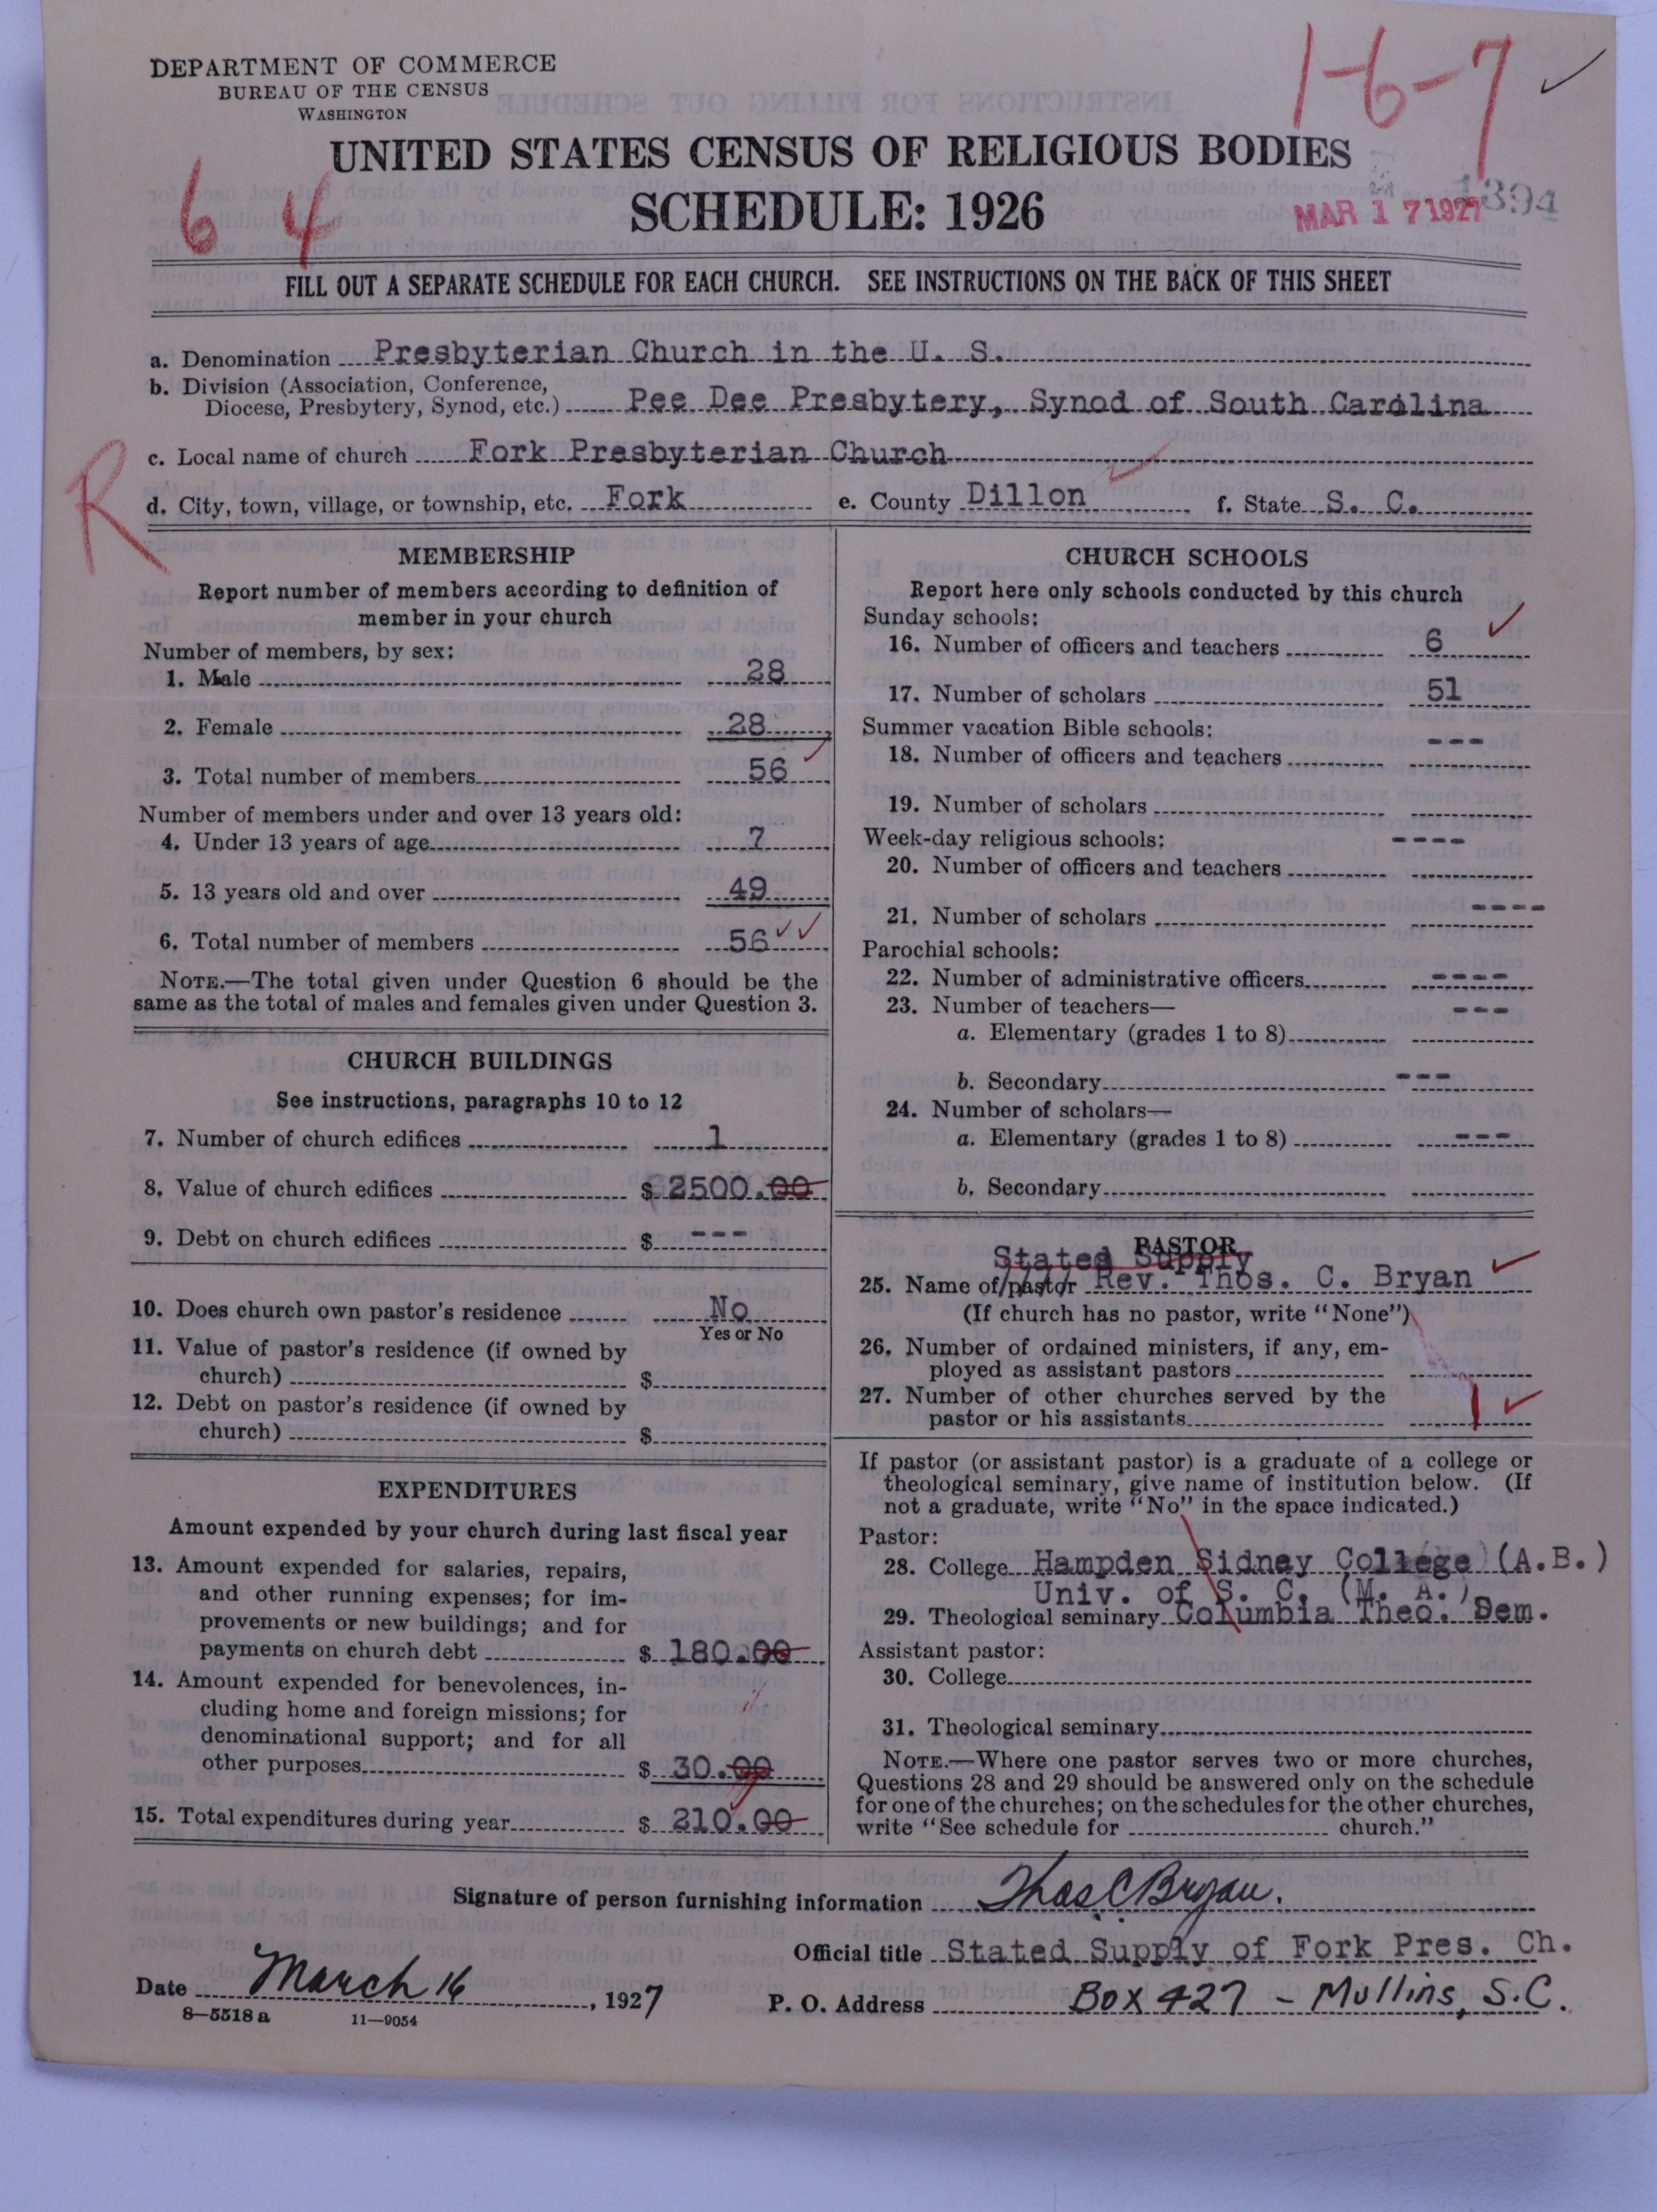 DEPARTMENT OF COMMERCE
BUREAU OF THE CENSUS
WASHINGTON
1-6-7
UNITED STATES CENSUS OF RELIGIOUS BODIES
6 4
SCHEDULE: 1926
MAR 17 1927
1394
FILL OUT A SEPARATE SCHEDULE FOR EACH CHURCH. SEE INSTRUCTIONS ON THE BACK OF THIS SHEET
a. Denomination Presbyterian Church in the U. S.
b. Division (Association, Conference,
Diocese, Presbytery, Synod, etc.) Pee Dee Presbytery, Synod of South Carolina
R
c. Local name of church Fork Presbyterian Church
d. City, town, village, or township, etc. Fork e. County Dillon f. State S. C.
MEMBERSHIP
Report number of members according to definition of
member in your church
Number of members, by sex:
1. Male 28
2. Female 28
3. Total number of members 56
Number of members under and over 13 years old:
4. Under 13 years of age 7
5. 13 years old and over 49
6. Total number of members 56
NOTE.—The total given under Question 6 should be the
same as the total of males and females given under Question 3.
CHURCH BUILDINGS
See instructions, paragraphs 10 to 12
7. Number of church edifices 1
8. Value of church edifices $ 2500.00
9. Debt on church edifices $ ---
10. Does church own pastor's residence No
Yes or No
11. Value of pastor's residence (if owned by
church) $
12. Debt on pastor's residence (if owned by
church) $
EXPENDITURES
Amount expended by your church during last fiscal year
13. Amount expended for salaries, repairs,
and other running expenses; for im-
provements or new buildings; and for
payments on church debt $ 180.00
14. Amount expended for benevolences, in-
cluding home and foreign missions; for
denominational support; and for all
other purposes $ 30.00
15. Total expenditures during year $ 210.00
CHURCH SCHOOLS
Report here only schools conducted by this church
Sunday schools:
16. Number of officers and teachers 6
17. Number of scholars 51
Summer vacation Bible schools:
18. Number of officers and teachers ---
19. Number of scholars
Week-day religious schools: ----
20. Number of officers and teachers
21. Number of scholars ----
Parochial schools:
22. Number of administrative officers ----
23. Number of teachers— ---
a. Elementary (grades 1 to 8)
b. Secondary ---
24. Number of scholars—
a. Elementary (grades 1 to 8) ---
b. Secondary
PASTOR
Stated Supply
25. Name of pastor Rev. Thos. C. Bryan
(If church has no pastor, write "None")
26. Number of ordained ministers, if any, em-
ployed as assistant pastors
27. Number of other churches served by the
pastor or his assistants 1
If pastor (or assistant pastor) is a graduate of a college or
theological seminary, give name of institution below. (If
not a graduate, write "No" in the space indicated.)
Pastor:
28. College Hampden Sidney College (A.B.)
Univ. of S. C. (M. A.)
29. Theological seminary Columbia Theo. Sem.
Assistant pastor:
30. College
31. Theological seminary
NOTE.—Where one pastor serves two or more churches,
Questions 28 and 29 should be answered only on the schedule
for one of the churches; on the schedules for the other churches,
write "See schedule for church."
Signature of person furnishing information Thos C Bryan.
Official title Stated Supply of Fork Pres. Ch.
Date March 16, 1927
P. O. Address Box 427 - Mullins, S.C.
8—5518 a 11—9054